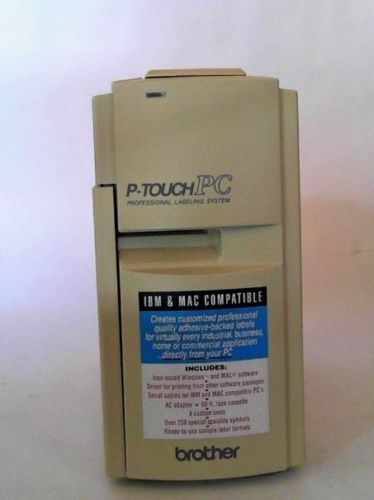 P-TOUCH PC
PROFESSIONAL LABELING SYSTEM
IBM & MAC COMPATIBLE
Creates customized professional
quality adhesive-backed labels
for virtually every industrial, business,
home or commercial application
...directly from your PC
INCLUDES:
Icon-based Windows™ and MAC® software
Driver for printing from other software packages
Serial cables for IBM and MAC compatible PC's
AC adapter • 50 ft. tape cassette
8 custom fonts
Over 250 special scalable symbols
Ready-to-use sample label formats
brother